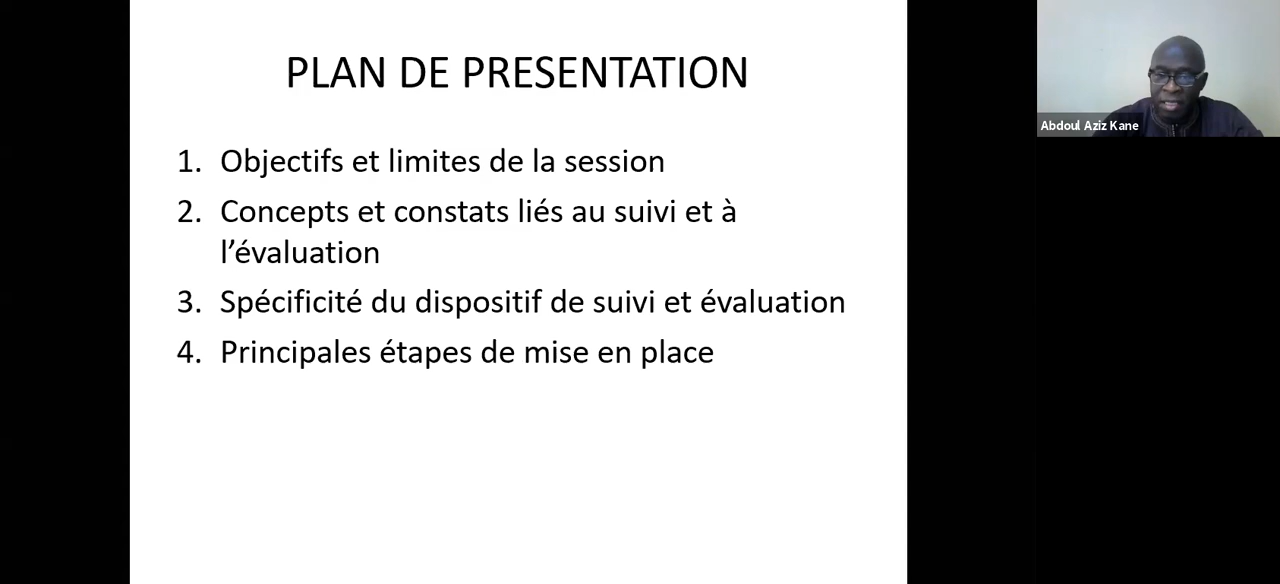 PLAN DE PRESENTATION
1. Objectifs et limites de la session
2. Concepts et constats liés au suivi et à
l’évaluation
3. Spécificité du dispositif de suivi et évaluation
4. Principales étapes de mise en place
Abdoul Aziz Kane